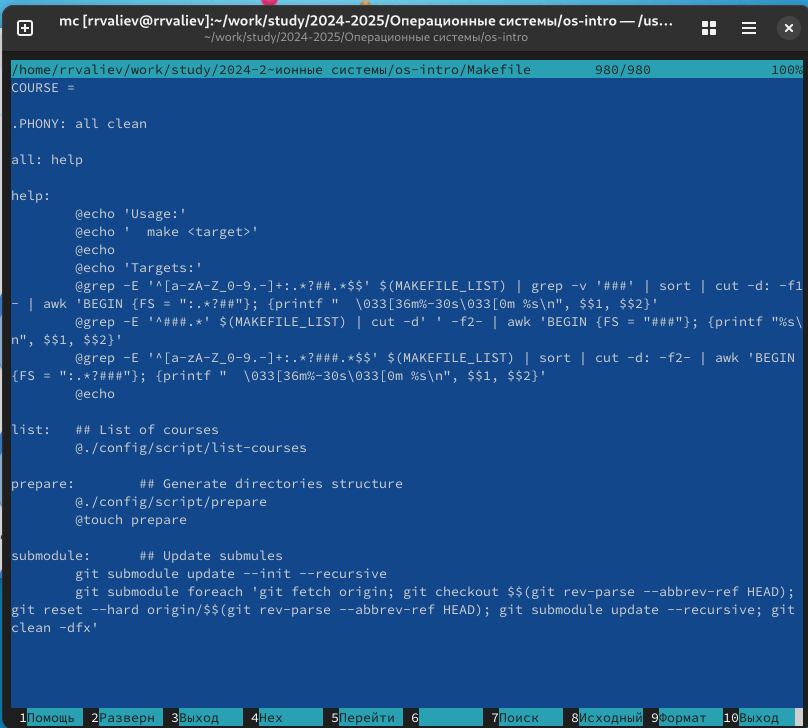 mc [rrvaliev@rrvaliev]:~/work/study/2024-2025/Операционные системы/os-intro — /us...
~/work/study/2024-2025/Операционные системы/os-intro
/home/rrvaliev/work/study/2024-2~ионные системы/os-intro/Makefile 980/980 100%
COURSE =
.PHONY: all clean
all: help
help:
@echo 'Usage:'
@echo '  make <target>'
@echo
@echo 'Targets:'
@grep -E '^[a-zA-Z_0-9.-]+:.*?##.*$$' $(MAKEFILE_LIST) | grep -v '###' | sort | cut -d: -f1
- | awk 'BEGIN {FS = ":.*?##"}; {printf "  \033[36m%-30s\033[0m %s\n", $$1, $$2}'
@grep -E '^###.*' $(MAKEFILE_LIST) | cut -d' ' -f2- | awk 'BEGIN {FS = "###"}; {printf "%s\
n", $$1, $$2}'
@grep -E '^[a-zA-Z_0-9.-]+:.*?###.*$$' $(MAKEFILE_LIST) | sort | cut -d: -f2- | awk 'BEGIN
{FS = ":.*?###"}; {printf "  \033[36m%-30s\033[0m %s\n", $$1, $$2}'
@echo
list: ## List of courses
@./config/script/list-courses
prepare: ## Generate directories structure
@./config/script/prepare
@touch prepare
submodule: ## Update submules
git submodule update --init --recursive
git submodule foreach 'git fetch origin; git checkout $$(git rev-parse --abbrev-ref HEAD);
git reset --hard origin/$$(git rev-parse --abbrev-ref HEAD); git submodule update --recursive; git
clean -dfx'
1Помощь 2Разверн 3Выход 4Hex 5Перейти 6 7Поиск 8Исходный 9Формат 10Выход